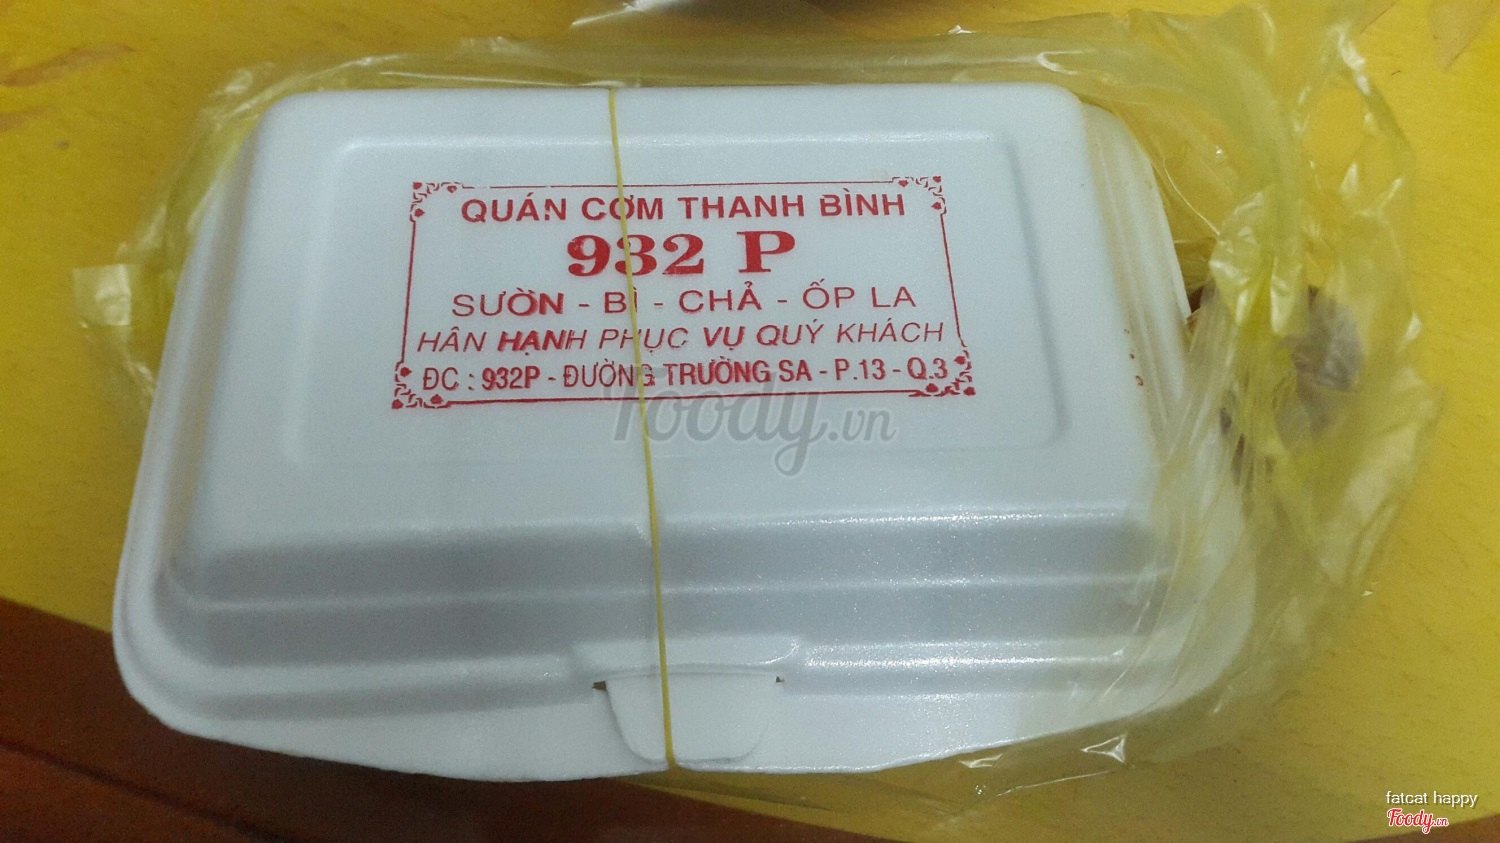 QUÁN CƠM THANH BÌNH
932 P
SƯỜN - BÌ - CHẢ - ỐP LA
HÂN HẠNH PHỤC VỤ QUÝ KHÁCH
ĐC : 932P - ĐƯỜNG TRƯỜNG SA - P.13 - Q.3
Foody.vn
fatcat happy
Foody.vn